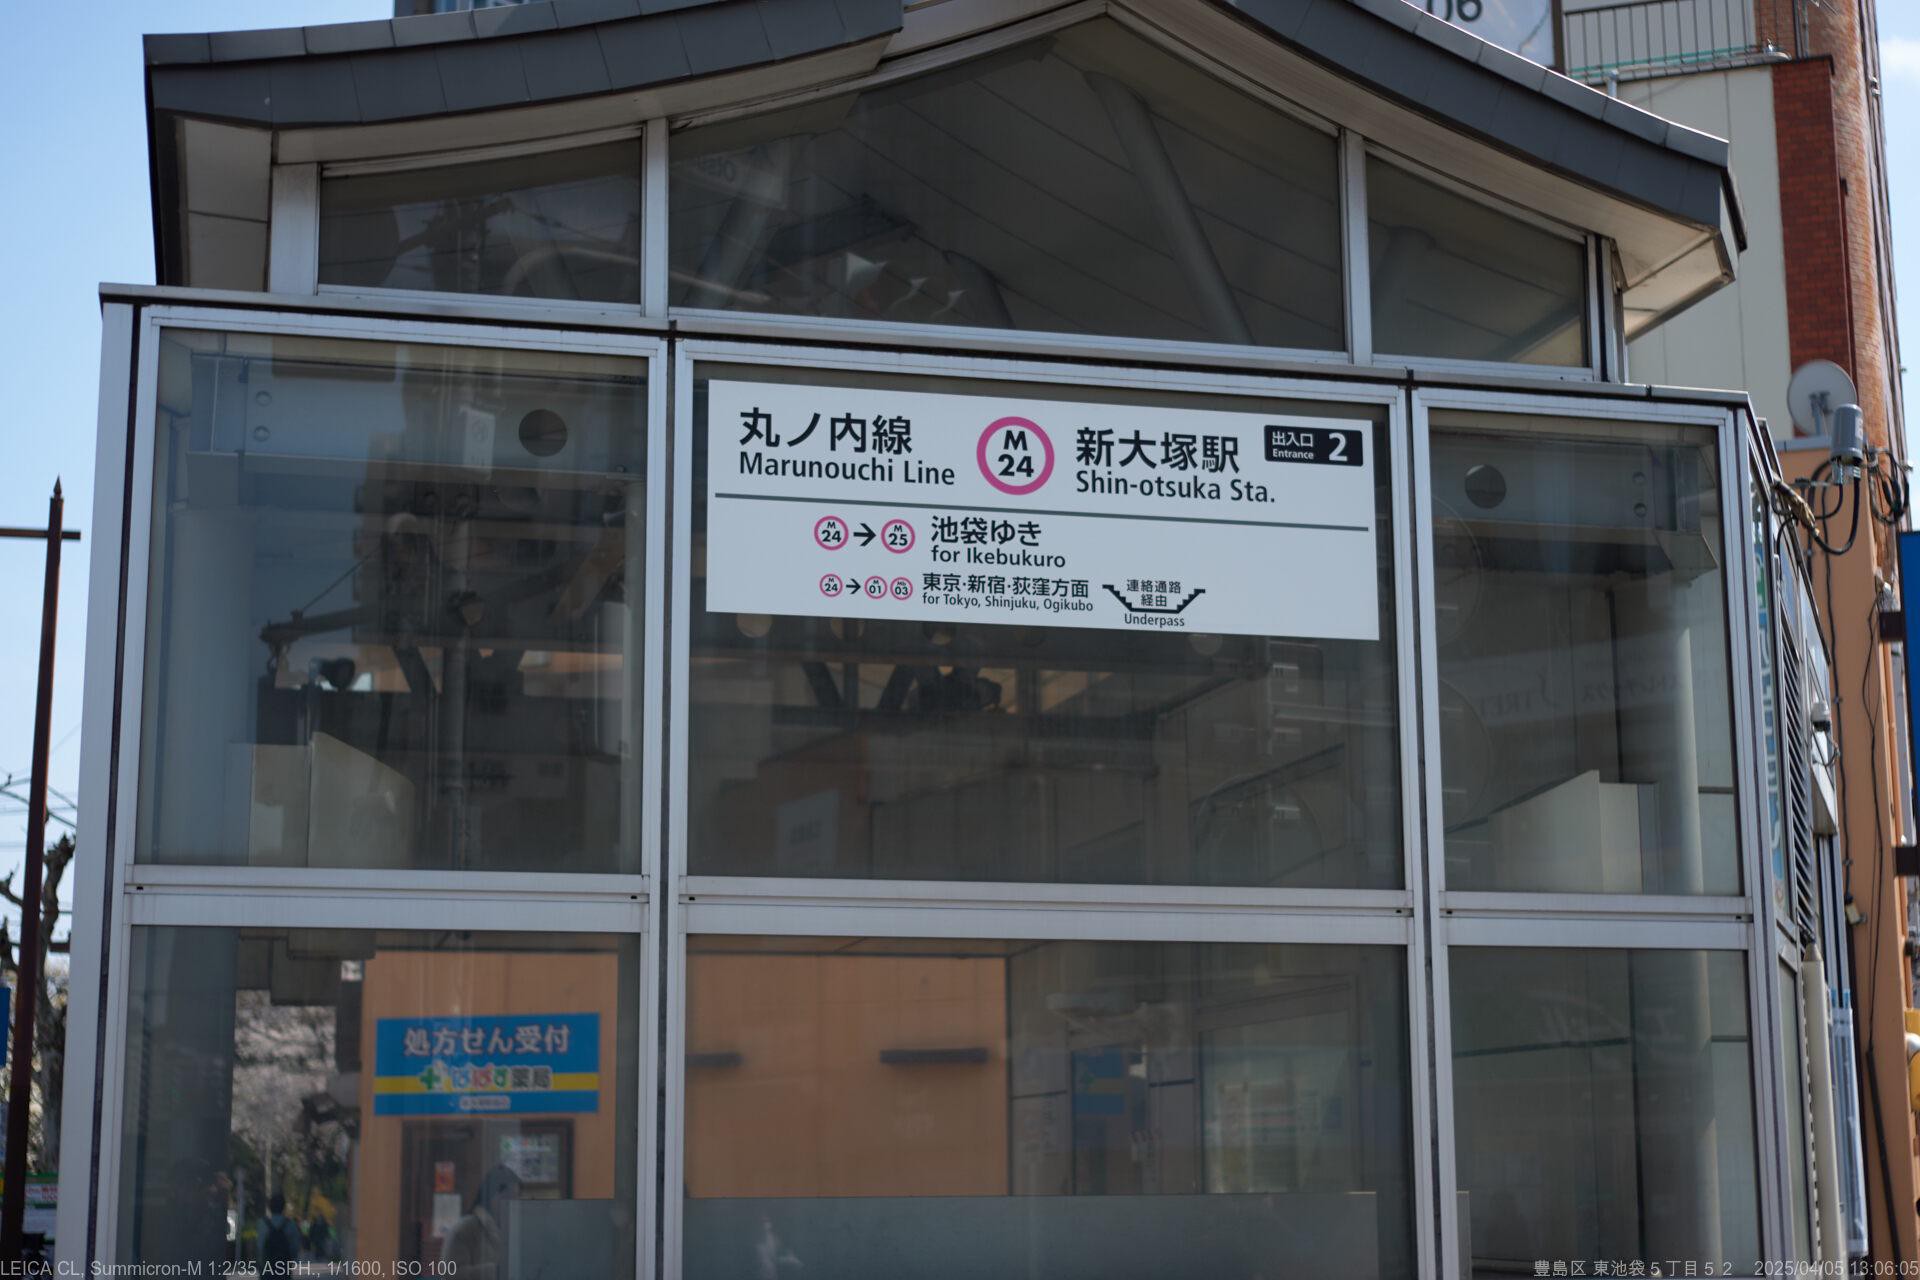 06
丸ノ内線
Marunouchi Line
M
24
新大塚駅
Shin-otsuka Sta.
出入口
Entrance
2
M
24
M
25
池袋ゆき
for Ikebukuro
M
24
M
01
Mb
03
東京·新宿·荻窪方面
for Tokyo, Shinjuku, Ogikubo
連絡通路
経由
Underpass
処方せん受付
ぱぱす薬局
LEICA CL, Summicron-M 1:2/35 ASPH., 1/1600, ISO 100
豊島区 東池袋５丁目５２ 2025/04/05 13:06:05